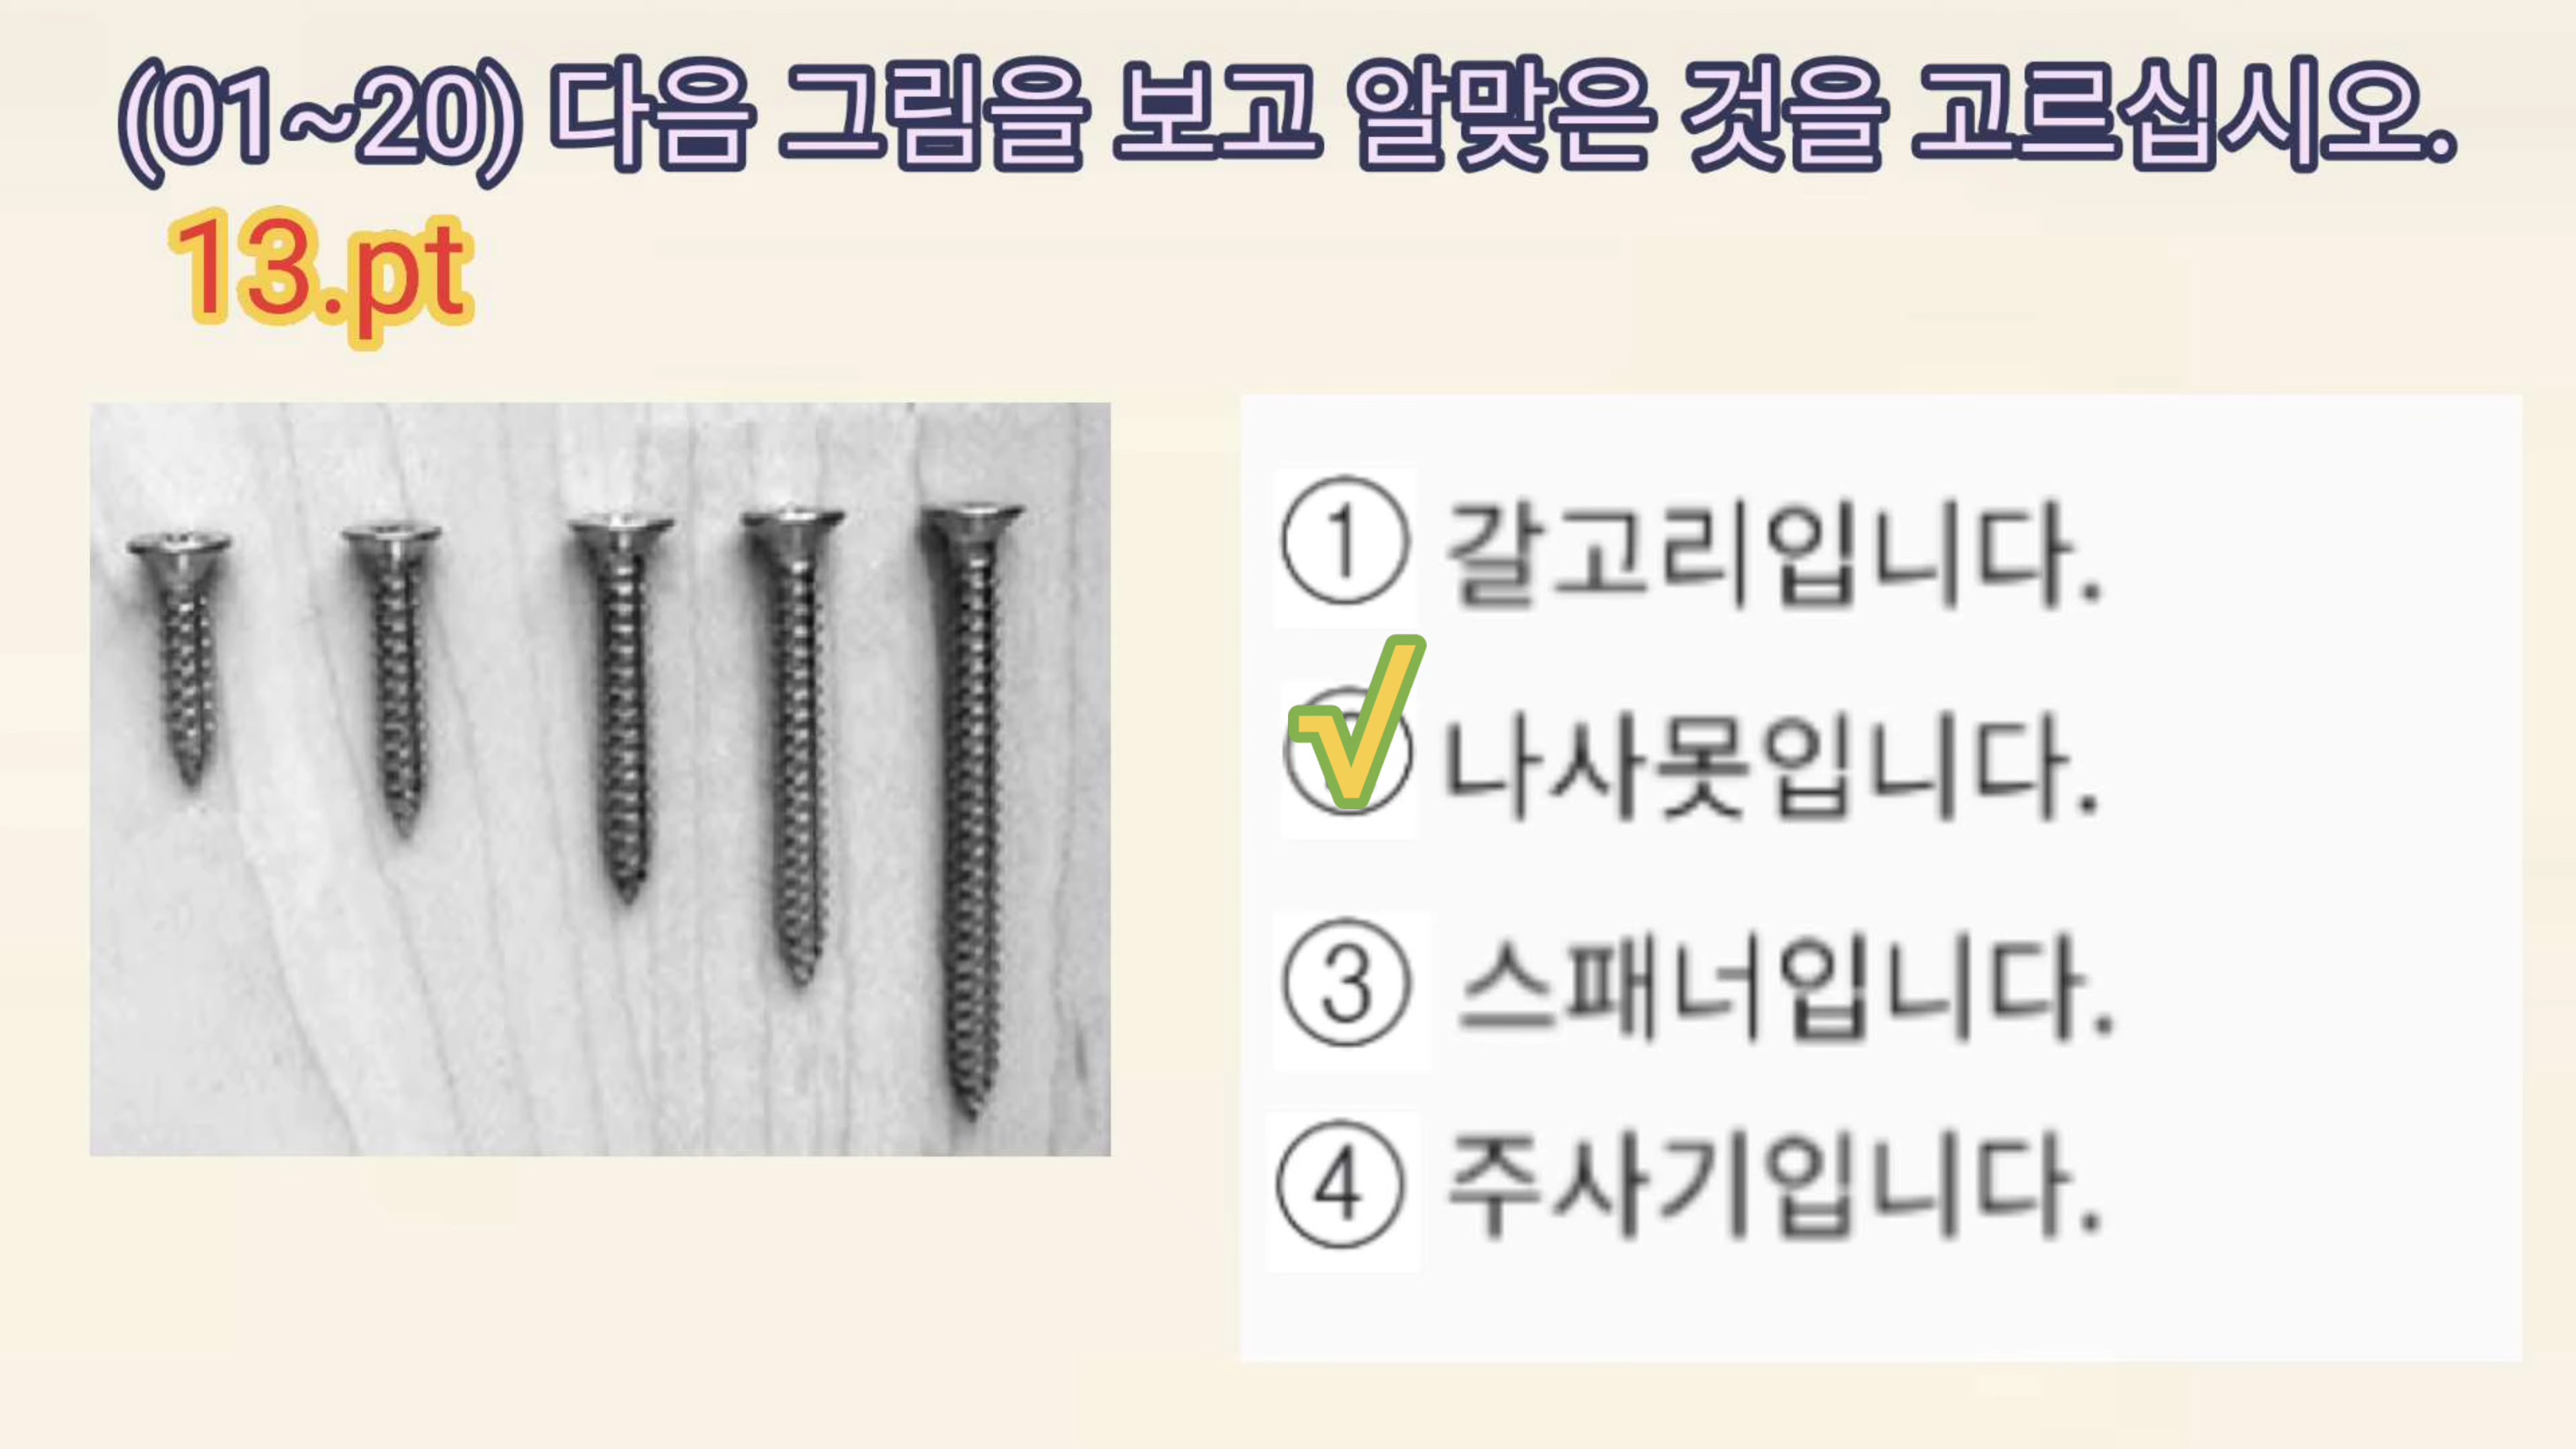 (01~20) 다음 그림을 보고 알맞은 것을 고르십시오.
13.pt
① 갈고리입니다.
나사못입니다.
③ 스패너입니다.
④ 주사기입니다.